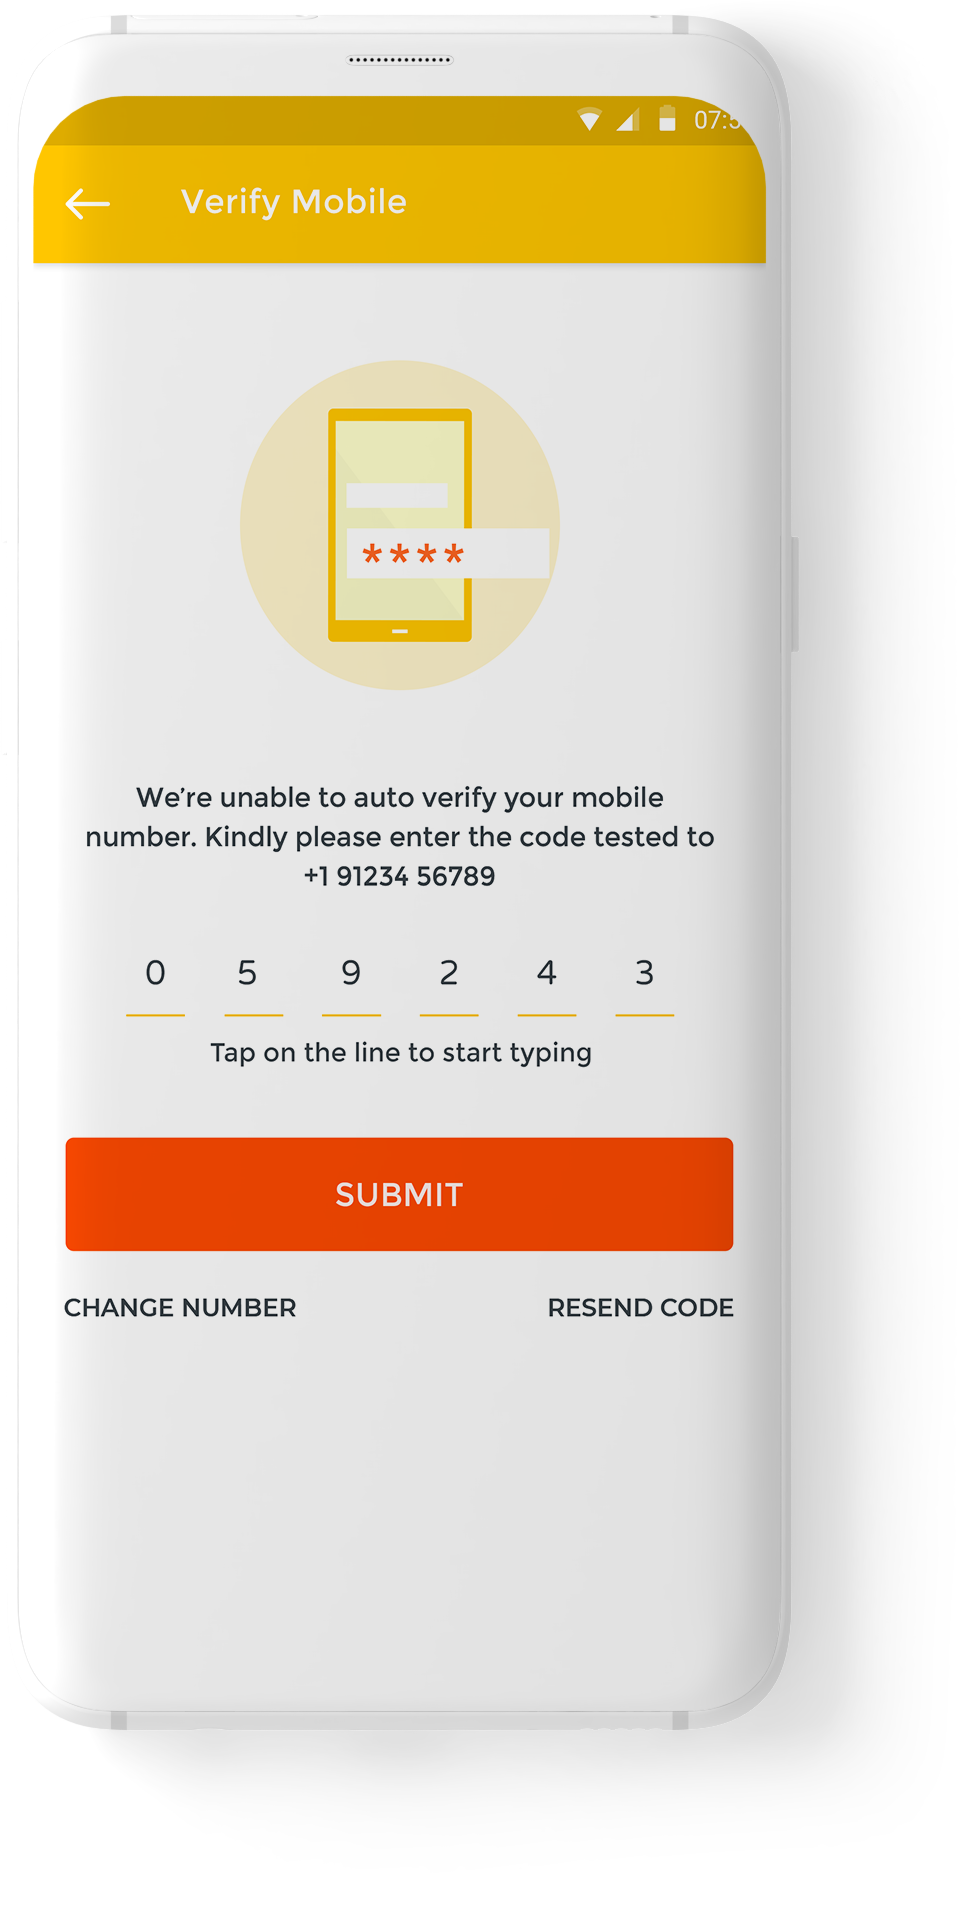 Verify Mobile
****
We’re unable to auto verify your mobile
number. Kindly please enter the code tested to
+1 91234 56789
0 5 9 2 4 3
Tap on the line to start typing
SUBMIT
CHANGE NUMBER
RESEND CODE